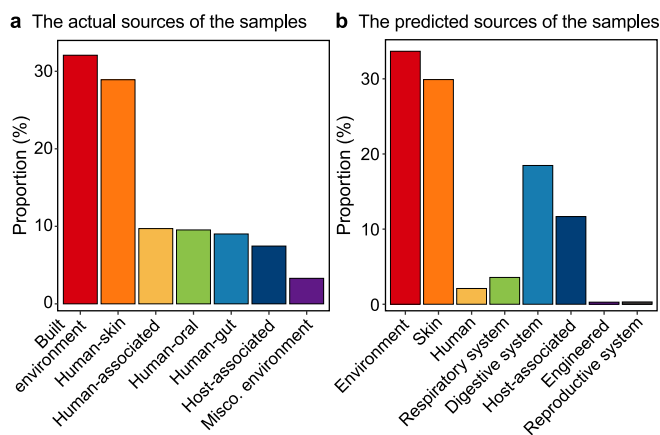 a The actual sources of the samples
Proportion (%)
30
20
10
0
Built
environment
Human-skin
Human-associated
Human-oral
Human-gut
Host-associated
Misco. environment
b The predicted sources of the samples
Proportion (%)
30
20
10
0
Environment
Skin
Human
Respiratory system
Digestive system
Host-associated
Engineered
Reproductive system